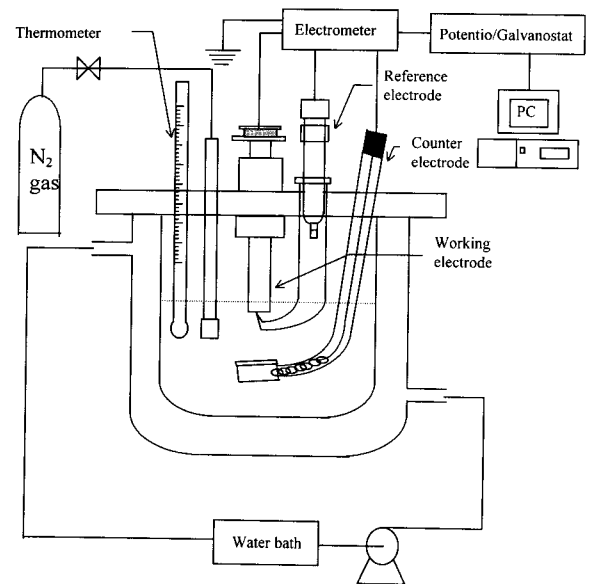 Thermometer
Electrometer
Potentio/Galvanostat
Reference
electrode
PC
Counter
electrode
N₂
gas
Working
electrode
Water bath